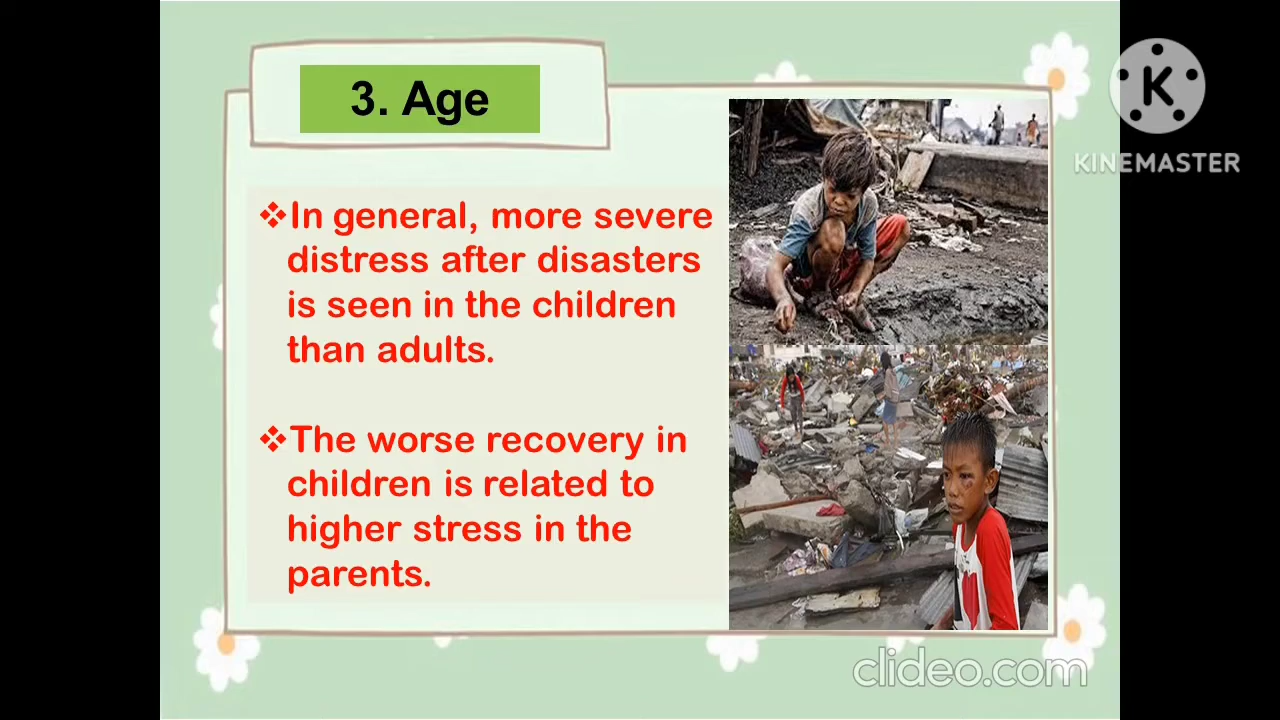 3. Age
❖In general, more severe
distress after disasters
is seen in the children
than adults.
❖The worse recovery in
children is related to
higher stress in the
parents.
K
KINEMASTER
clideo.com